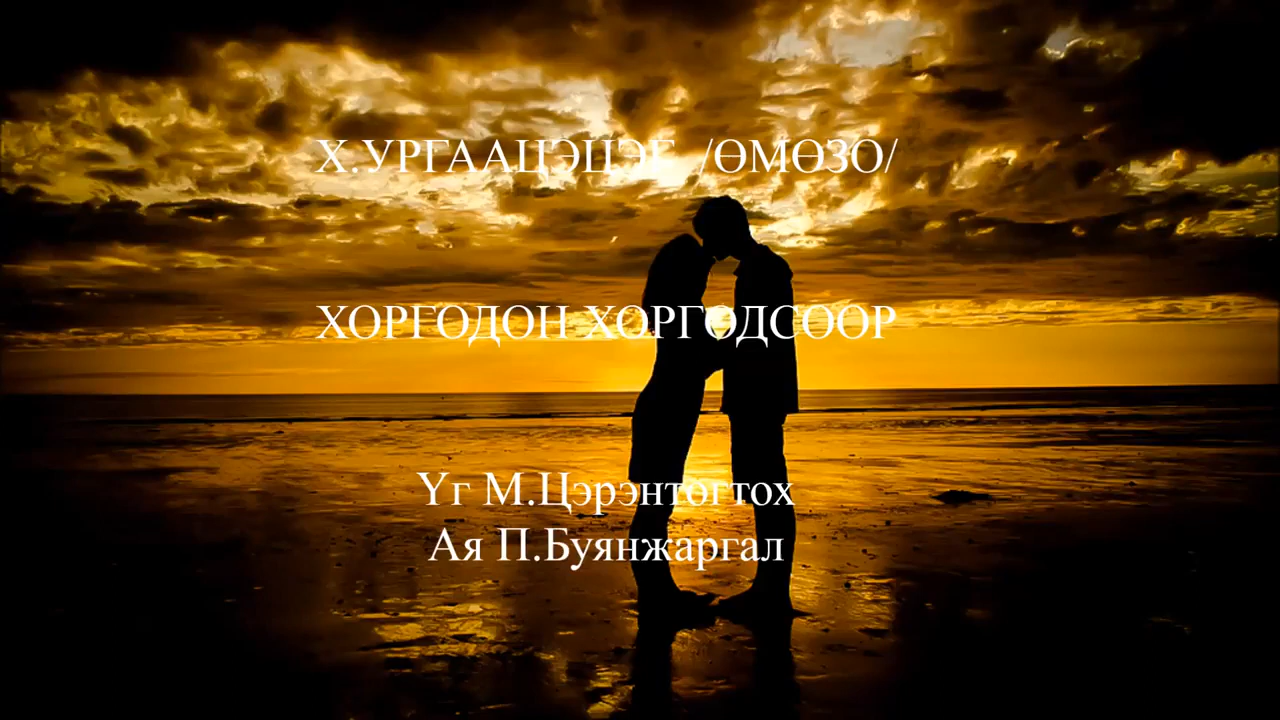 Х.УРГААЦЭЦЭГ /ӨМӨЗО/
ХОРГОДОН ХОРГОДСООР
Үг М.Цэрэнтогтох
Ая П.Буянжаргал